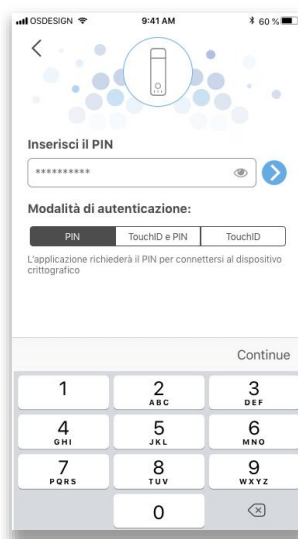 OSDESIGN 9:41 AM 60 %
Inserisci il PIN
**********
Modalità di autenticazione:
PIN TouchID e PIN TouchID
L'applicazione richiederà il PIN per connettersi al dispositivo
crittografico
Continue
1 2 3
ABC DEF
4 5 6
GHI JKL MNO
7 8 9
PQRS TUV WXYZ
0